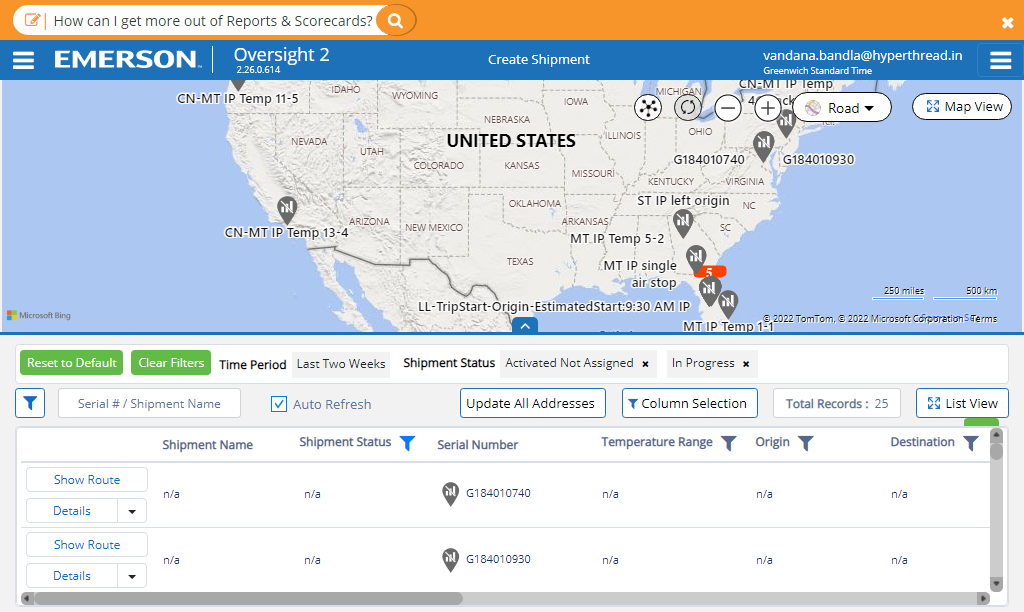 How can I get more out of Reports & Scorecards?
EMERSON
Oversight 2
2.26.0.614
Create Shipment
vandana.bandla@hyperthread.in
Greenwich Standard Time
CN-MT IP Temp 11-5
IDAHO
WYOMING
IOWA
MICHIGAN
CN-MT IP Temp
Road
Map View
NEBRASKA
UNITED STATES
NEVADA
UTAH
COLORADO
KANSAS
MISSOURI
ILLINOIS
OHIO
G184010740
G184010930
KENTUCKY
VIRGINIA
ST IP left origin
OKLAHOMA
NC
CN-MT IP Temp 13-4
ARIZONA
NEW MEXICO
ARKANSAS
SC
MT IP Temp 5-2
TEXAS
MT IP single
air stop
5
LL-TripStart-Origin-EstimatedStart:9:30 AM IP
250 miles
500 km
Microsoft Bing
© 2022 TomTom, © 2022 Microsoft Corporation
Terms
MT IP Temp 1-1
Reset to Default
Clear Filters
Time Period
Last Two Weeks
Shipment Status
Activated Not Assigned ×
In Progress ×
Serial # / Shipment Name
Auto Refresh
Update All Addresses
Column Selection
Total Records : 25
List View
Shipment Name
Shipment Status
Serial Number
Temperature Range
Origin
Destination
Show Route
Details
n/a
n/a
G184010740
n/a
n/a
n/a
Show Route
Details
n/a
n/a
G184010930
n/a
n/a
n/a